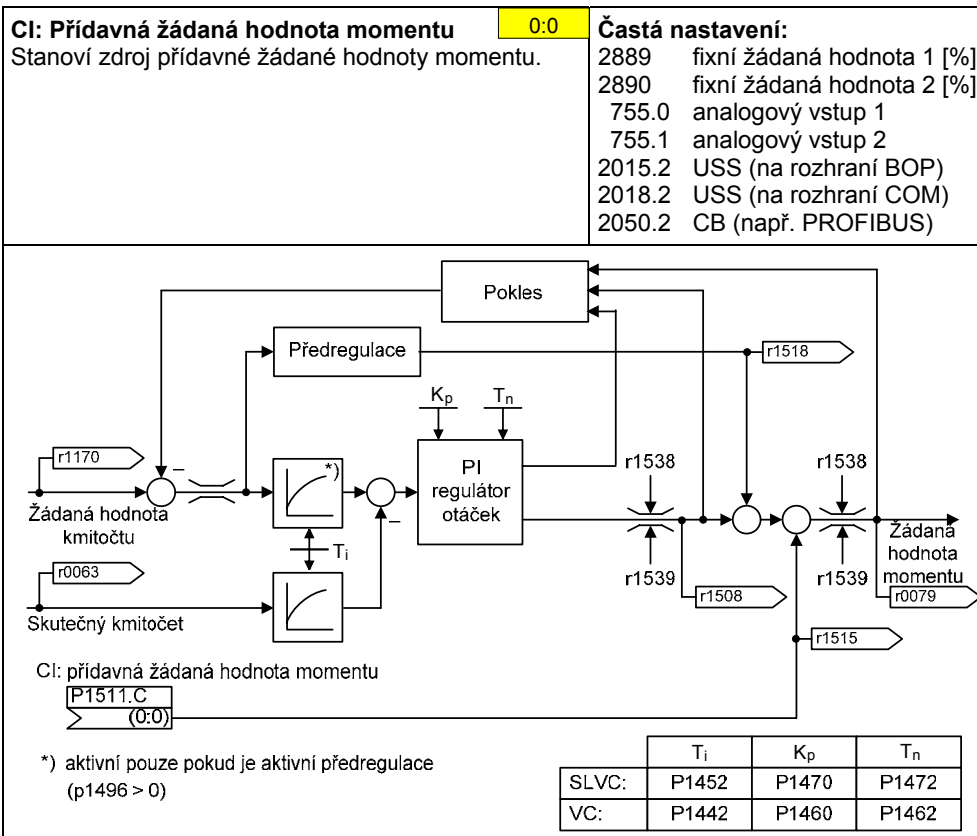 CI: Přídavná žádaná hodnota momentu
0:0
Stanoví zdroj přídavné žádané hodnoty momentu.
Častá nastavení:
2889 fixní žádaná hodnota 1 [%]
2890 fixní žádaná hodnota 2 [%]
755.0 analogový vstup 1
755.1 analogový vstup 2
2015.2 USS (na rozhraní BOP)
2018.2 USS (na rozhraní COM)
2050.2 CB (např. PROFIBUS)
Pokles
Předregulace
r1518
Kp Tn
r1170
–
*)
PI
regulátor
otáček
r1538
r1538
Žádaná hodnota
kmitočtu
–
Ti
Žádaná
hodnota
momentu
r0063
r1539
r1539
r1508
r0079
Skutečný kmitočet
r1515
CI: přídavná žádaná hodnota momentu
P1511.C
(0:0)
*) aktivní pouze pokud je aktivní předregulace
(p1496 > 0)
Ti Kp Tn
SLVC: P1452 P1470 P1472
VC: P1442 P1460 P1462